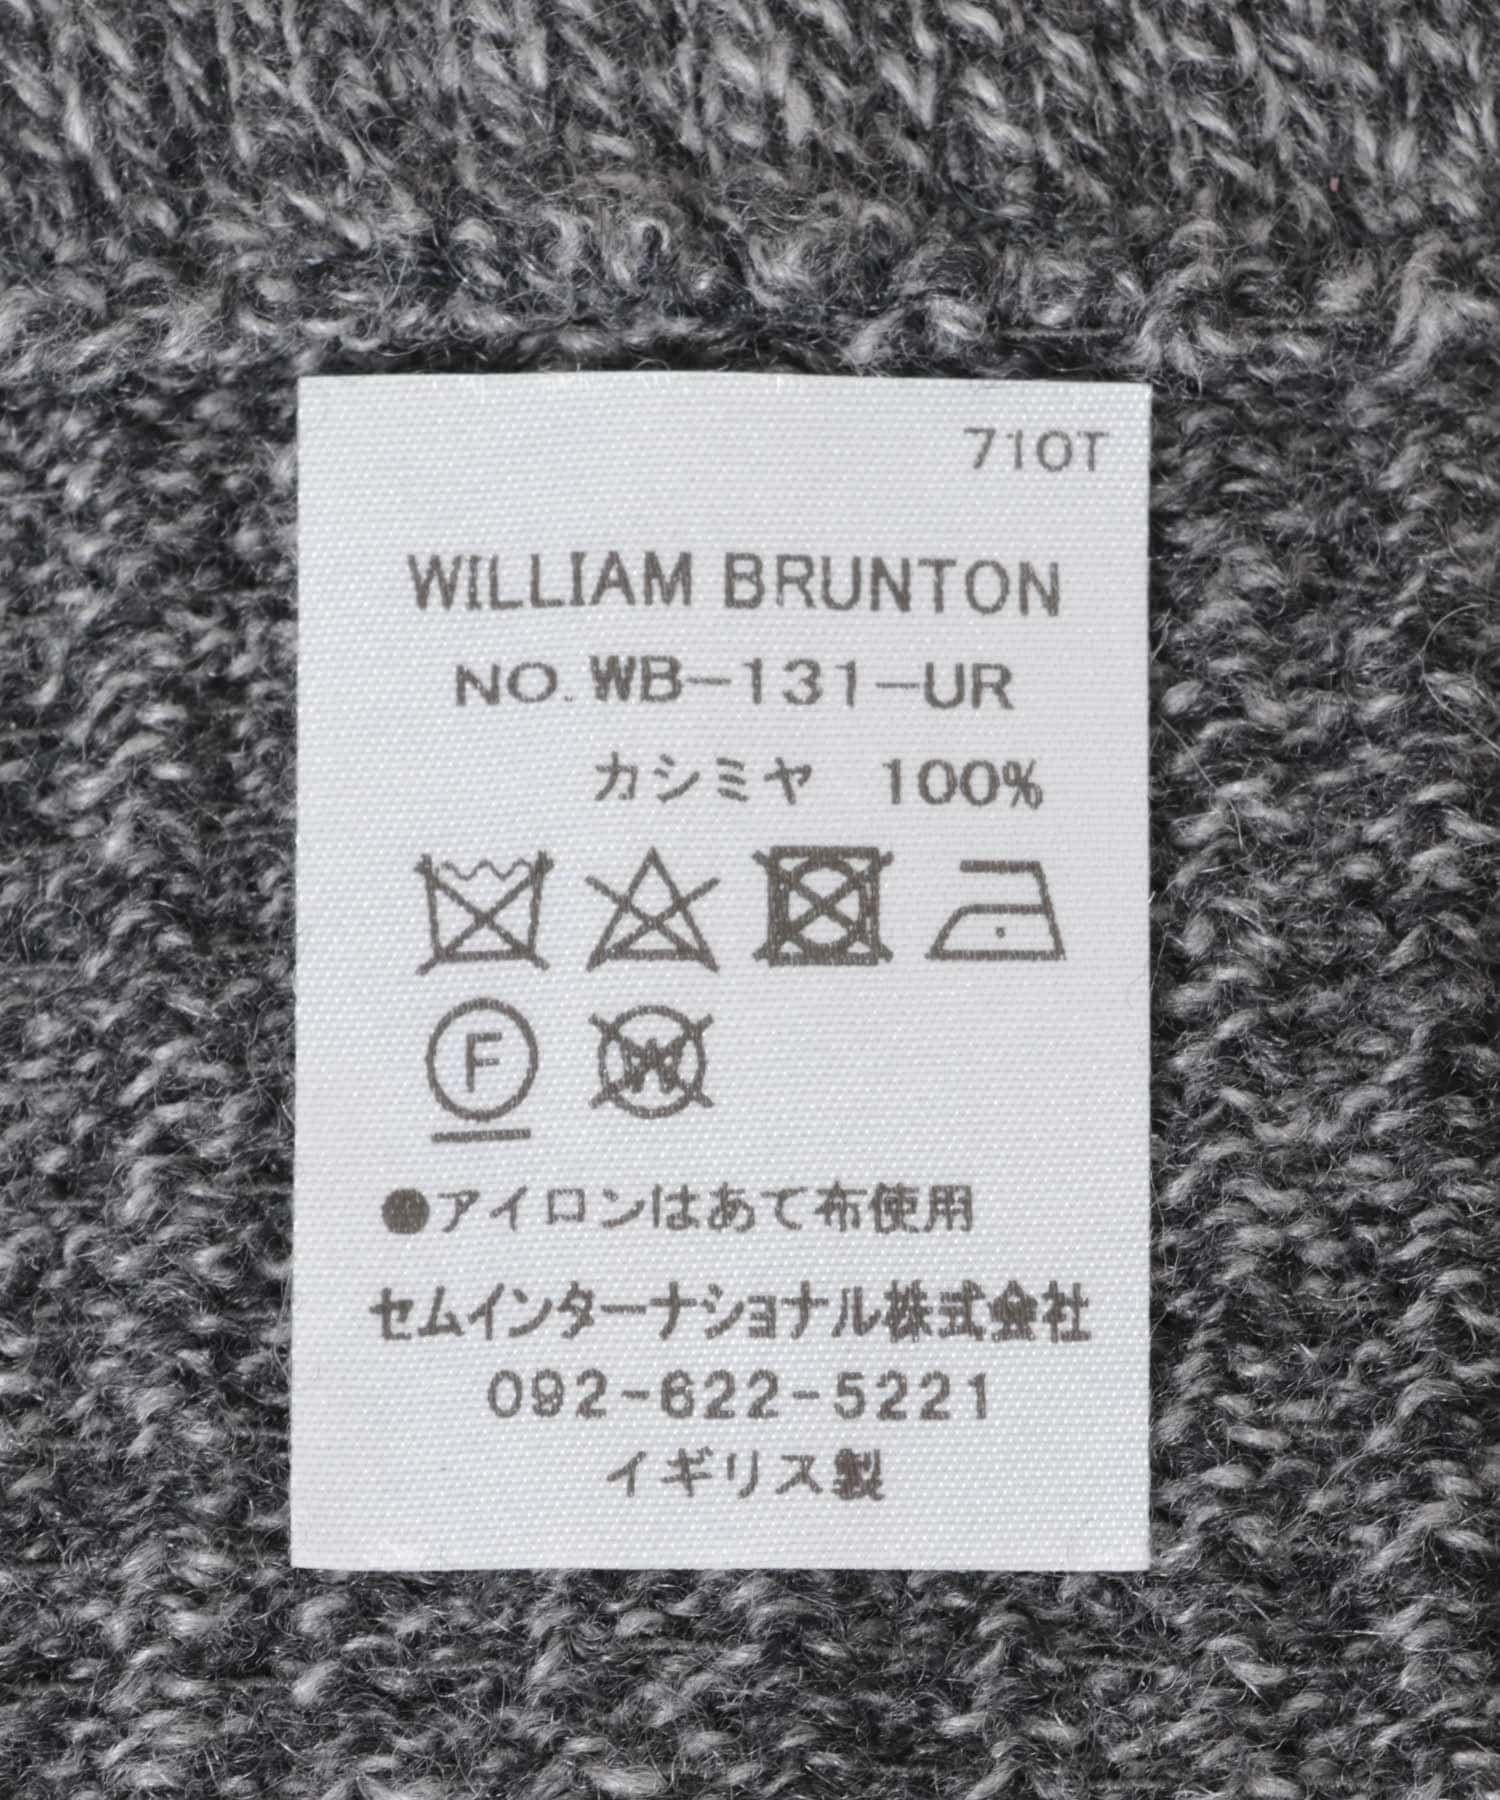 710T
WILLIAM BRUNTON
NO. WB-131-UR
カシミヤ 100%
F
W
●アイロンはあて布使用
セムインターナショナル株式会社
092-622-5221
イギリス製